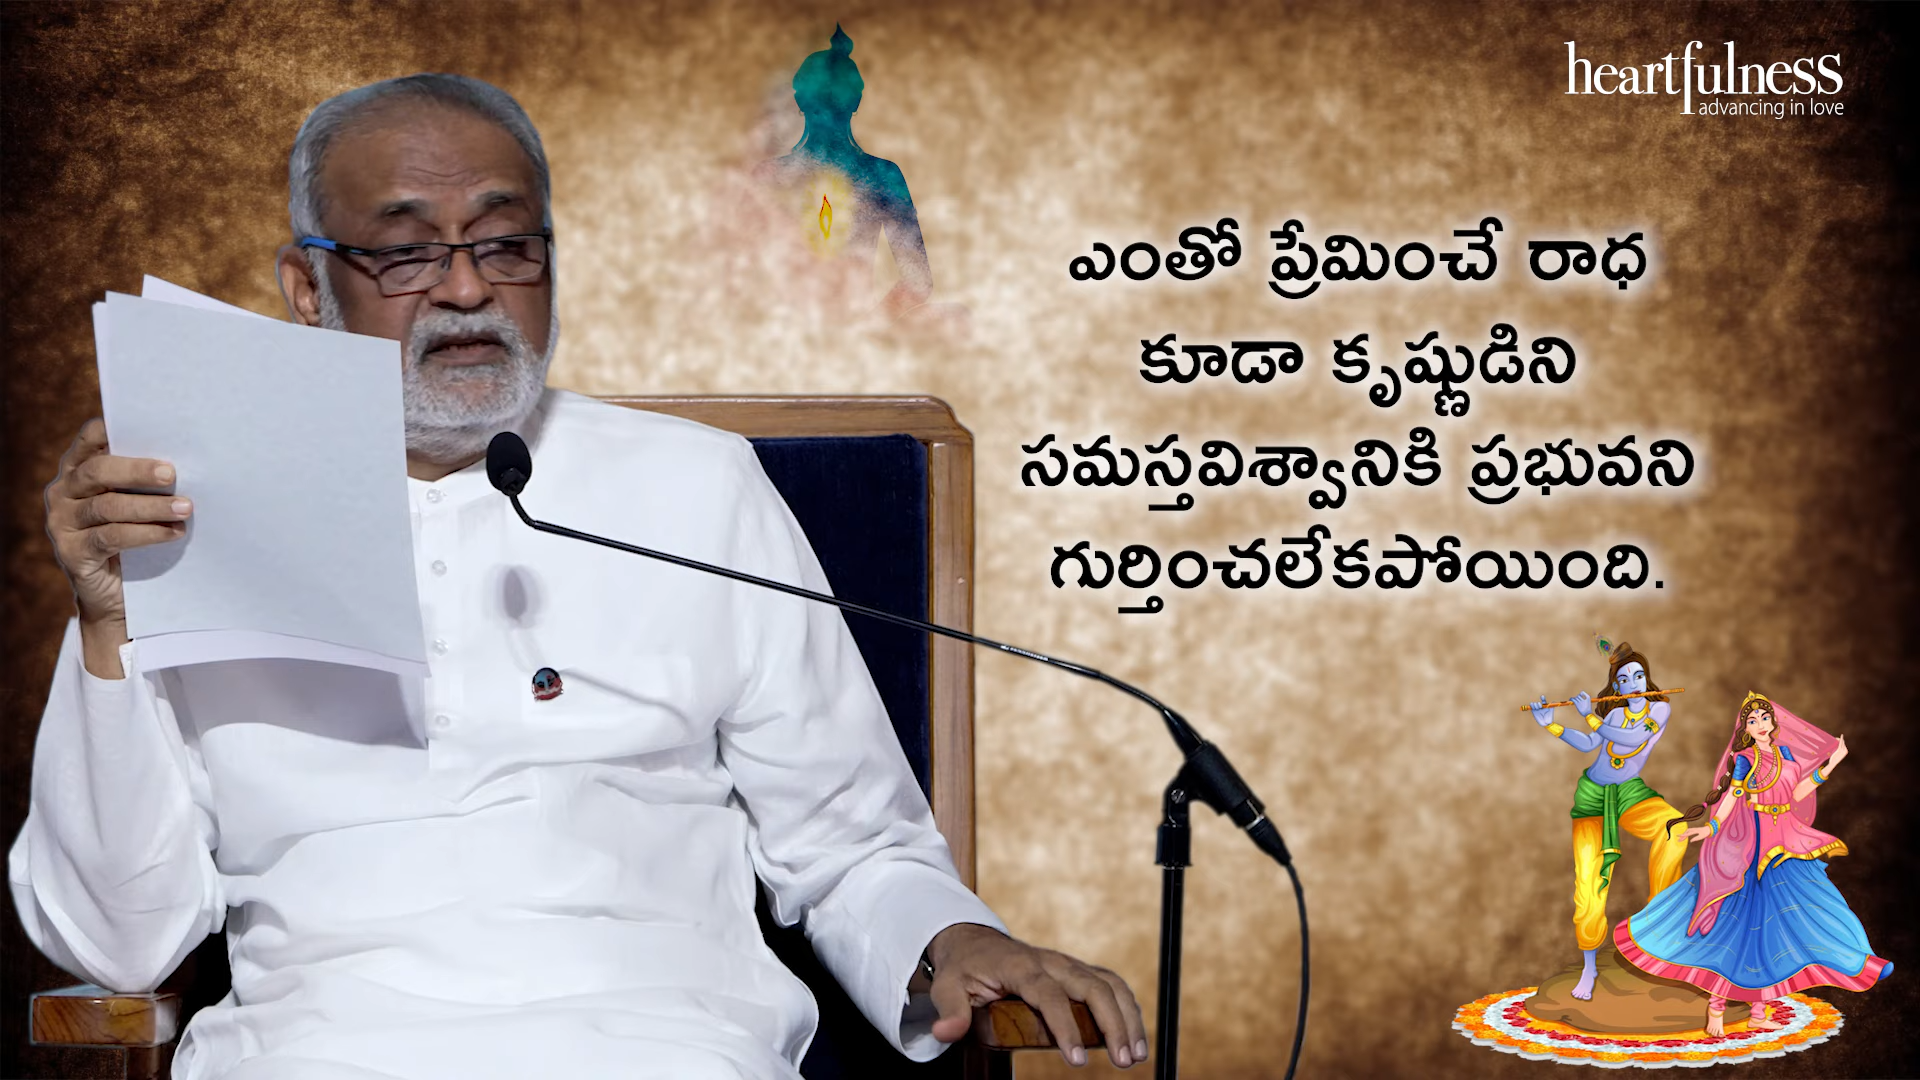 heartfulness
advancing in love
ఎంతో ప్రేమించే రాధ
కూడా కృష్ణుడిని
సమస్తవిశ్వానికి ప్రభువని
గుర్తించలేకపోయింది.